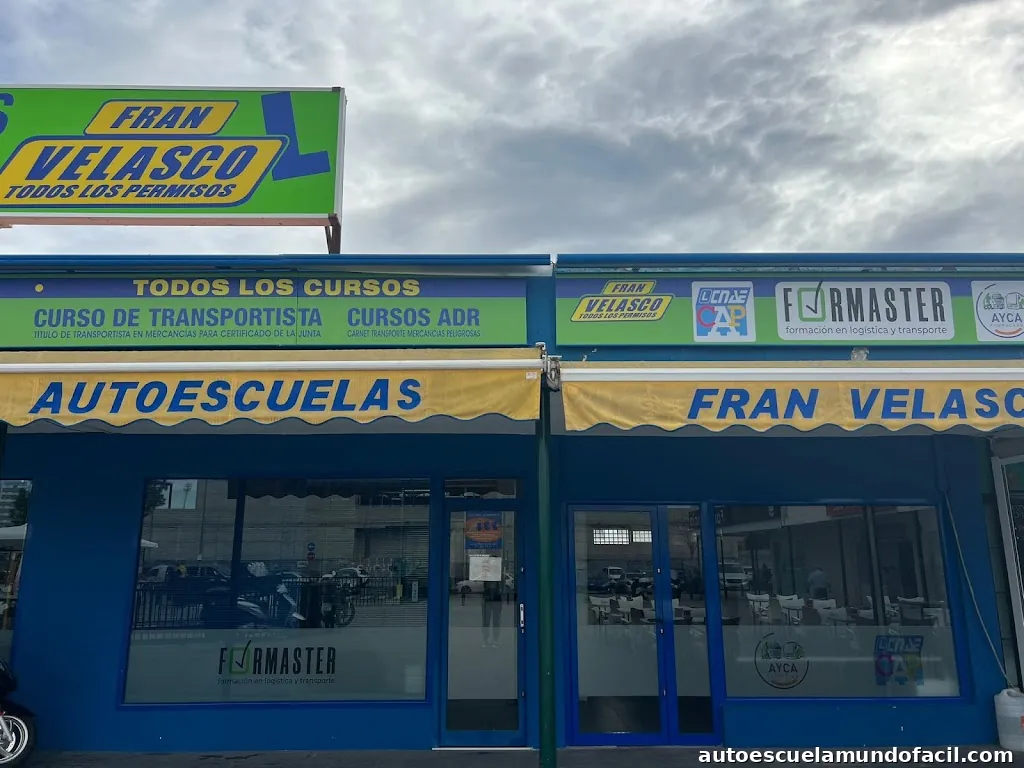 FRAN
VELASCO
TODOS LOS PERMISOS
L
TODOS LOS CURSOS
CURSO DE TRANSPORTISTA
TITULO DE TRANSPORTISTA EN MERCANCIAS PARA CERTIFICADO DE LA JUNTA
CURSOS ADR
CARNET TRANSPORTE MERCANCIAS PELIGROSAS
FRAN
VELASCO
TODOS LOS PERMISOS
CNAE
CAP
FORMASTER
formación en logística y transporte
AYCA
AUTOESCUELAS
FRAN VELASC
FORMASTER
formación en logística y transporte
AYCA
CNAE
CAP
autoescuelamundofacil.com